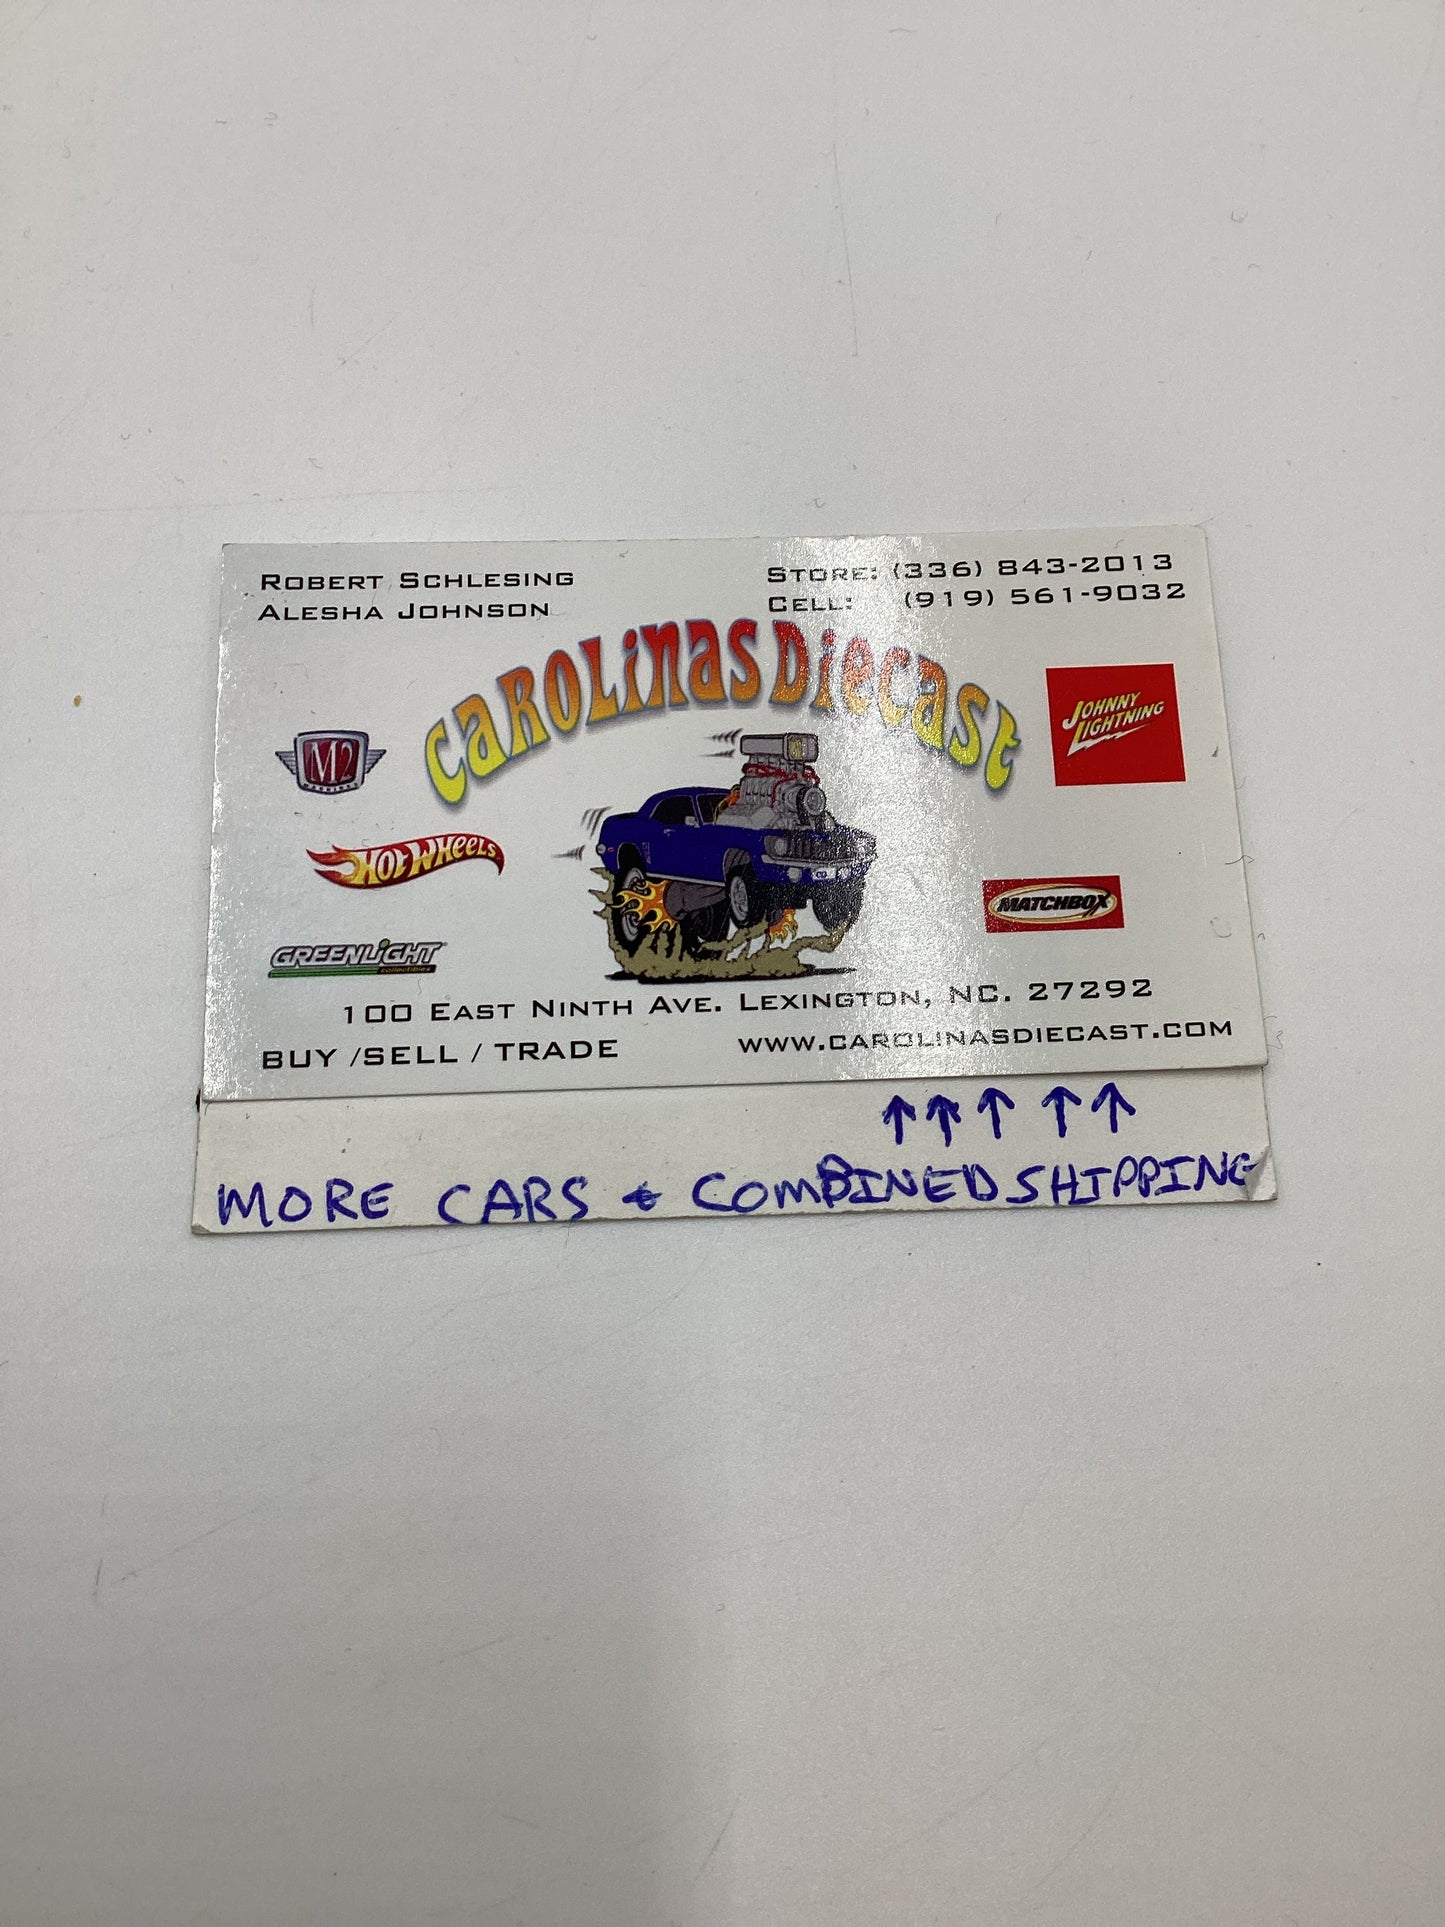 ROBERT SCHLESING
ALESHA JOHNSON
STORE: (336) 843-2013
CELL: (919) 561-9032
CAROLINAS DIECAST
M2
MACHINES
JOHNNY
LIGHTNING
HOT WHEELS
MATCHBOX
GREENLIGHT
collectibles
100 EAST NINTH AVE. LEXINGTON, NC. 27292
BUY /SELL / TRADE
WWW.CAROLINASDIECAST.COM
↑ ↑ ↑ ↑ ↑
MORE CARS & COMBINED SHIPPING